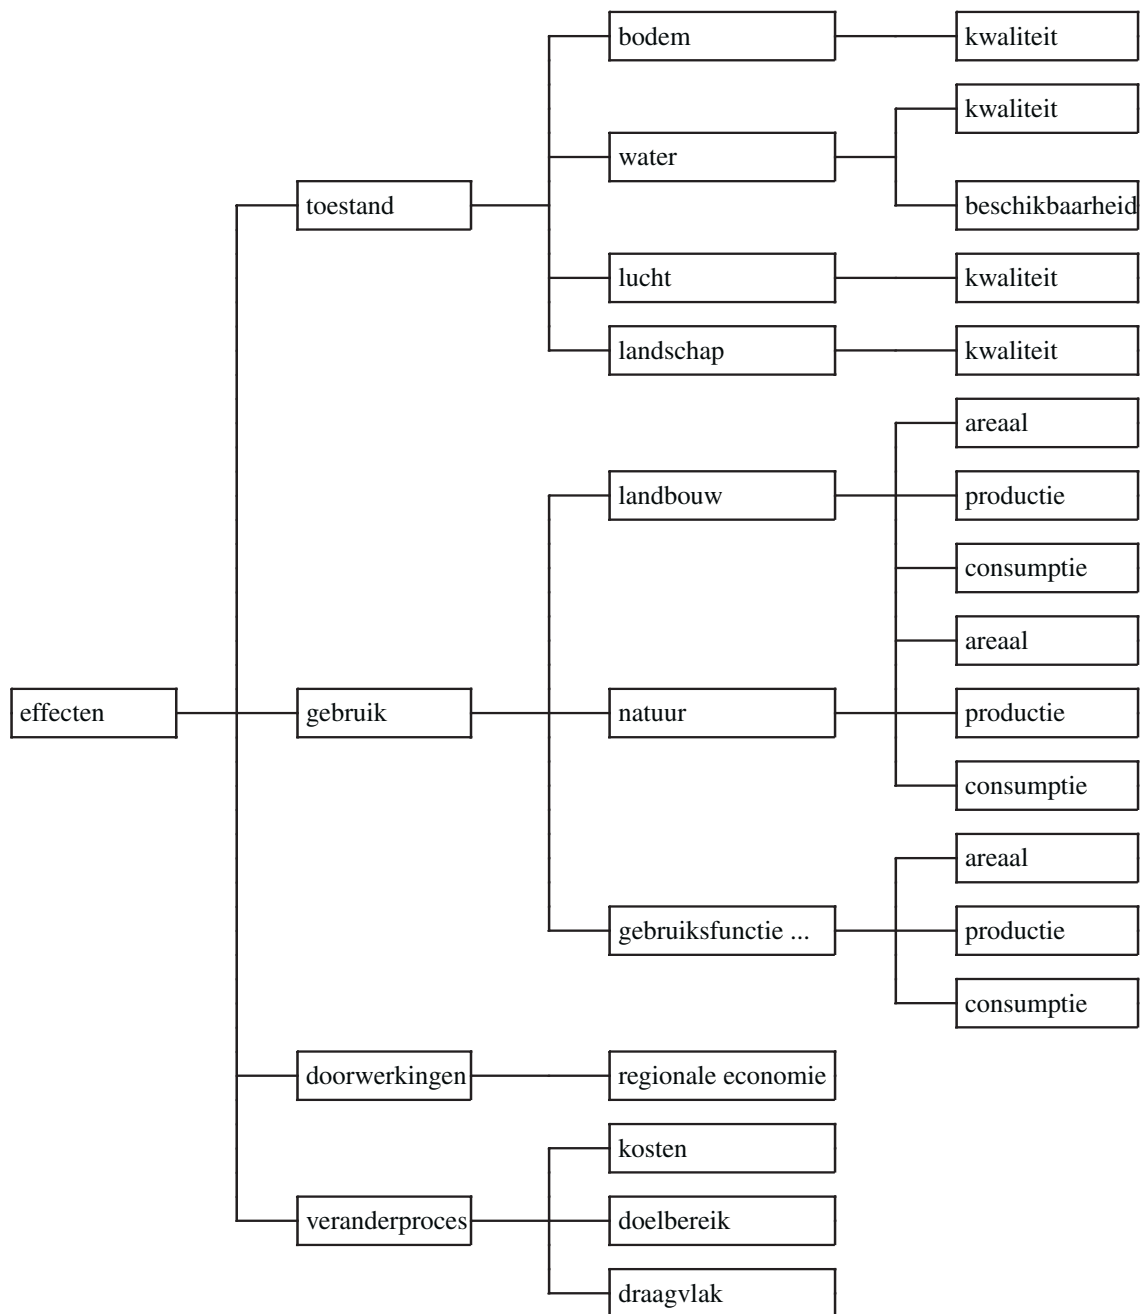 bodem
kwaliteit
kwaliteit
water
toestand
beschikbaarheid
lucht
kwaliteit
landschap
kwaliteit
areaal
landbouw
productie
consumptie
areaal
effecten
gebruik
natuur
productie
consumptie
areaal
gebruiksfunctie ...
productie
consumptie
doorwerkingen
regionale economie
kosten
veranderproces
doelbereik
draagvlak